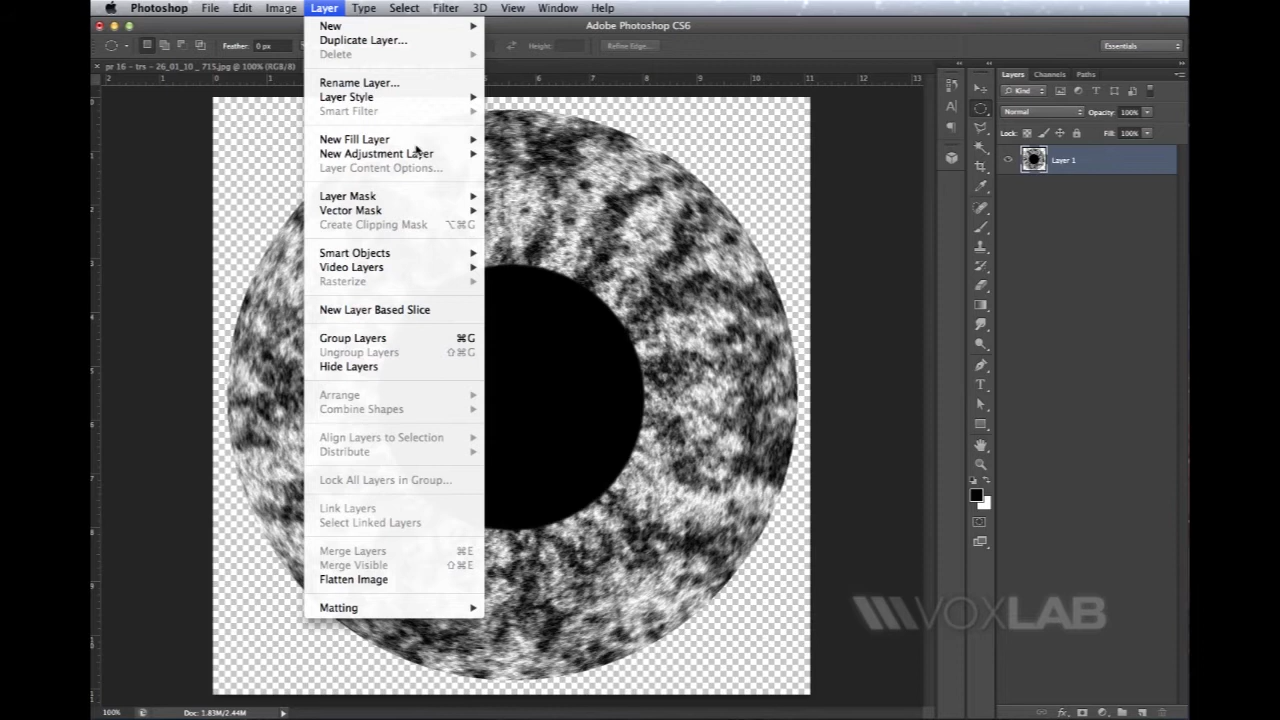 Photoshop File Edit Image Layer Type Select Filter 3D View Window Help
Adobe Photoshop CS6
Feather: 0 px Height: Refine Edge... Essentials
pr 16 - trs - 26_01_10 _ 715.jpg @ 100% (RGB/8)
New
Duplicate Layer...
Delete
Rename Layer...
Layer Style
Smart Filter
New Fill Layer
New Adjustment Layer
Layer Content Options...
Layer Mask
Vector Mask
Create Clipping Mask ⌥⌘G
Smart Objects
Video Layers
Rasterize
New Layer Based Slice
Group Layers ⌘G
Ungroup Layers ⇧⌘G
Hide Layers
Arrange
Combine Shapes
Align Layers to Selection
Distribute
Lock All Layers in Group...
Link Layers
Select Linked Layers
Merge Layers ⌘E
Merge Visible ⇧⌘E
Flatten Image
Matting
Layers Channels Paths
Kind
Normal Opacity: 100%
Lock: Fill: 100%
Layer 1
VOXLAB
100% Doc: 1.83M/2.44M